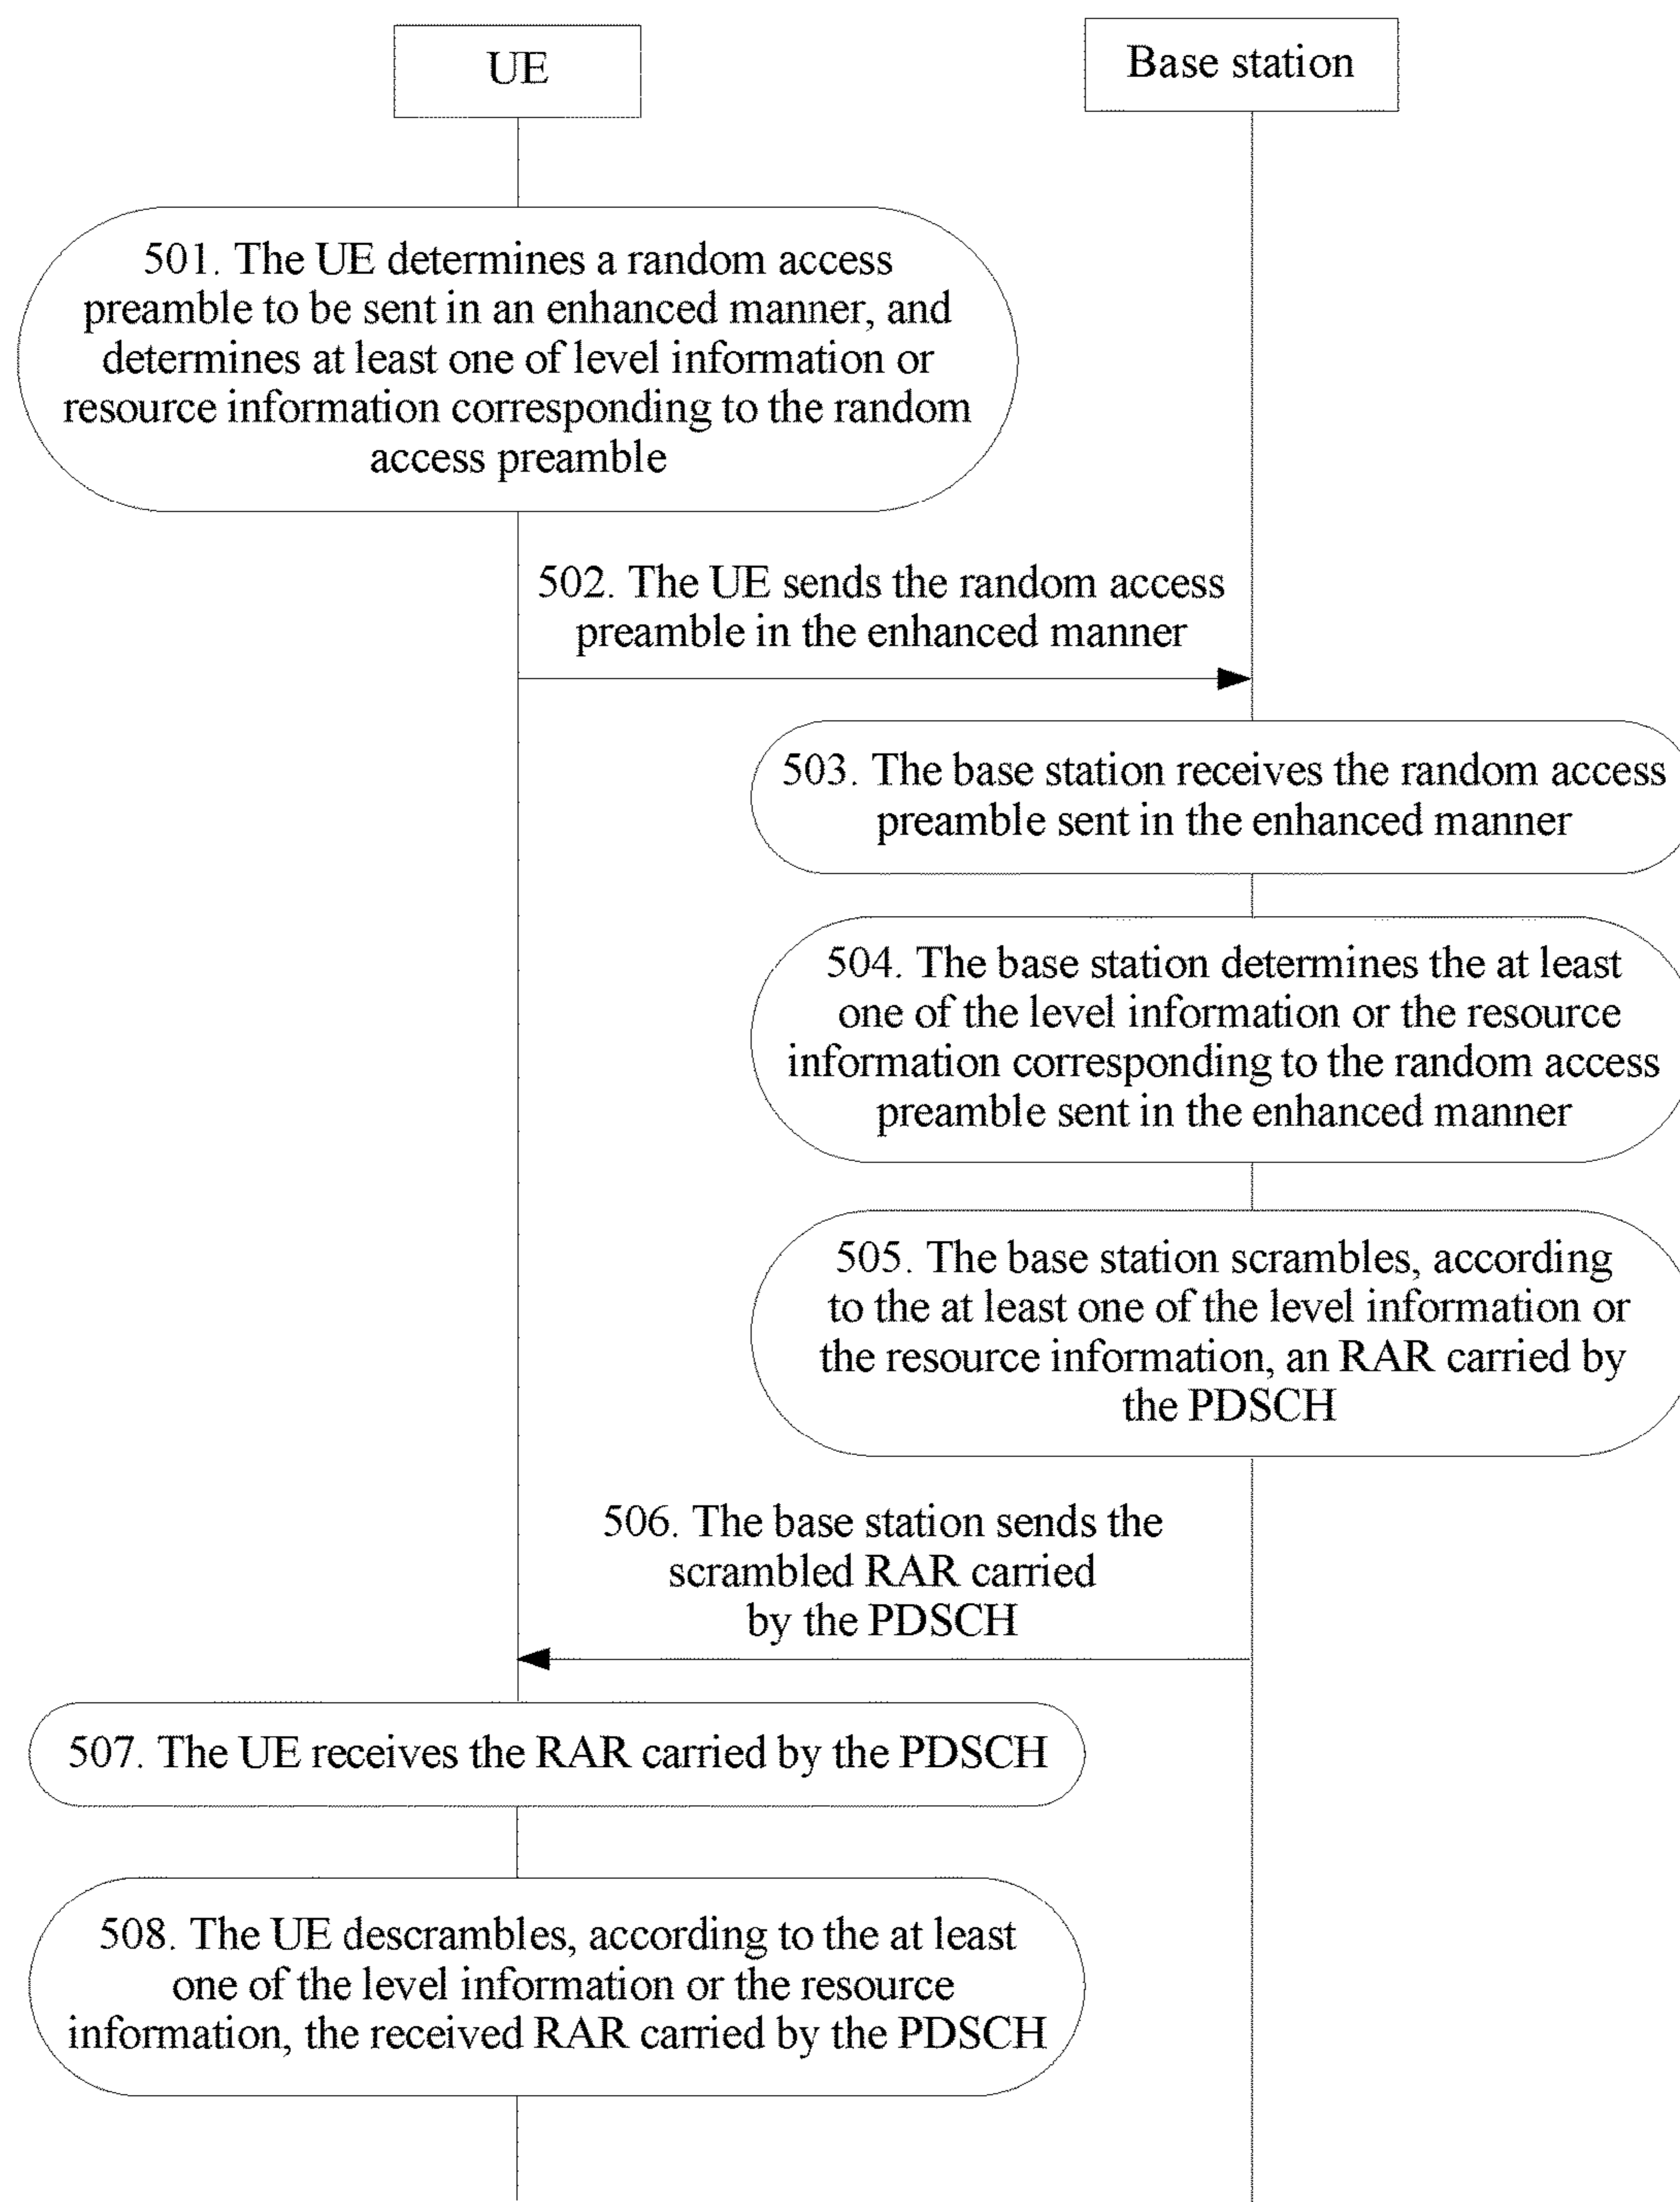 UE
Base station
501. The UE determines a random access
preamble to be sent in an enhanced manner, and
determines at least one of level information or
resource information corresponding to the random
access preamble
502. The UE sends the random access
preamble in the enhanced manner
503. The base station receives the random access
preamble sent in the enhanced manner
504. The base station determines the at least
one of the level information or the resource
information corresponding to the random access
preamble sent in the enhanced manner
505. The base station scrambles, according
to the at least one of the level information or
the resource information, an RAR carried by
the PDSCH
506. The base station sends the
scrambled RAR carried
by the PDSCH
507. The UE receives the RAR carried by the PDSCH
508. The UE descrambles, according to the at least
one of the level information or the resource
information, the received RAR carried by the PDSCH